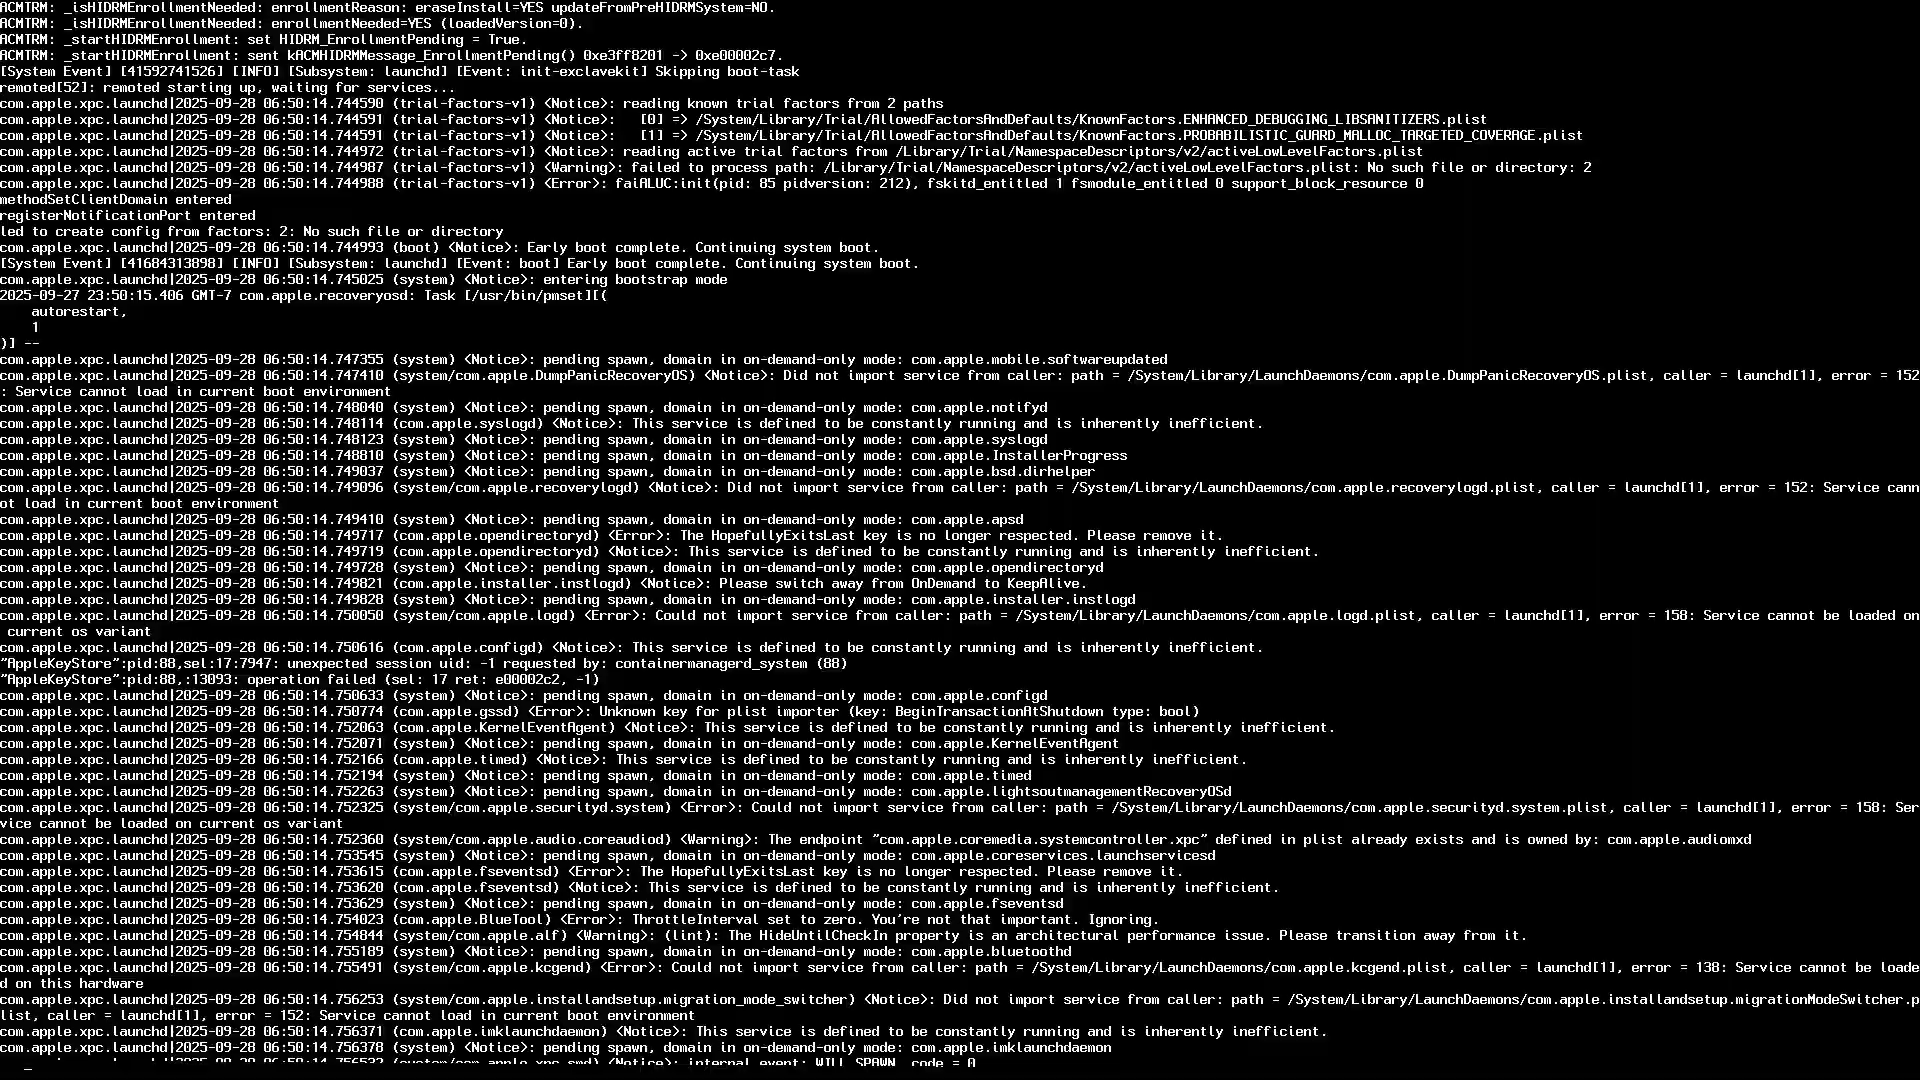 ACMTRM: _isHIDRMEnrollmentNeeded: enrollmentReason: eraseInstall=YES updateFromPreHIDRMSystem=NO.
ACMTRM: _isHIDRMEnrollmentNeeded: enrollmentNeeded=YES (loadedVersion=0).
ACMTRM: _startHIDRMEnrollment: set HIDRM_EnrollmentPending = True.
ACMTRM: _startHIDRMEnrollment: sent kACMHIDRMMessage_EnrollmentPending() 0xe3ff8201 -> 0xe00002c7.
[System Event] [41592741526] [INFO] [Subsystem: launchd] [Event: init-exclavekit] Skipping boot-task
remoted[52]: remoted starting up, waiting for services...
com.apple.xpc.launchd|2025-09-28 06:50:14.744590 (trial-factors-v1) <Notice>: reading known trial factors from 2 paths
com.apple.xpc.launchd|2025-09-28 06:50:14.744591 (trial-factors-v1) <Notice>:   [0] => /System/Library/Trial/AllowedFactorsAndDefaults/KnownFactors.ENHANCED_DEBUGGING_LIBSANITIZERS.plist
com.apple.xpc.launchd|2025-09-28 06:50:14.744591 (trial-factors-v1) <Notice>:   [1] => /System/Library/Trial/AllowedFactorsAndDefaults/KnownFactors.PROBABILISTIC_GUARD_MALLOC_TARGETED_COVERAGE.plist
com.apple.xpc.launchd|2025-09-28 06:50:14.744972 (trial-factors-v1) <Notice>: reading active trial factors from /Library/Trial/NamespaceDescriptors/v2/activeLowLevelFactors.plist
com.apple.xpc.launchd|2025-09-28 06:50:14.744987 (trial-factors-v1) <Warning>: failed to process path: /Library/Trial/NamespaceDescriptors/v2/activeLowLevelFactors.plist: No such file or directory: 2
com.apple.xpc.launchd|2025-09-28 06:50:14.744988 (trial-factors-v1) <Error>: faiALUC:init(pid: 85 pidversion: 212), fskitd_entitled 1 fsmodule_entitled 0 support_block_resource 0
methodSetClientDomain entered
registerNotificationPort entered
led to create config from factors: 2: No such file or directory
com.apple.xpc.launchd|2025-09-28 06:50:14.744993 (boot) <Notice>: Early boot complete. Continuing system boot.
[System Event] [41684313898] [INFO] [Subsystem: launchd] [Event: boot] Early boot complete. Continuing system boot.
com.apple.xpc.launchd|2025-09-28 06:50:14.745025 (system) <Notice>: entering bootstrap mode
2025-09-27 23:50:15.406 GMT-7 com.apple.recoveryosd: Task [/usr/bin/pmset][(
    autorestart,
    1
)] --
com.apple.xpc.launchd|2025-09-28 06:50:14.747355 (system) <Notice>: pending spawn, domain in on-demand-only mode: com.apple.mobile.softwareupdated
com.apple.xpc.launchd|2025-09-28 06:50:14.747410 (system/com.apple.DumpPanicRecoveryOS) <Notice>: Did not import service from caller: path = /System/Library/LaunchDaemons/com.apple.DumpPanicRecoveryOS.plist, caller = launchd[1], error = 152
: Service cannot load in current boot environment
com.apple.xpc.launchd|2025-09-28 06:50:14.748040 (system) <Notice>: pending spawn, domain in on-demand-only mode: com.apple.notifyd
com.apple.xpc.launchd|2025-09-28 06:50:14.748114 (com.apple.syslogd) <Notice>: This service is defined to be constantly running and is inherently inefficient.
com.apple.xpc.launchd|2025-09-28 06:50:14.748123 (system) <Notice>: pending spawn, domain in on-demand-only mode: com.apple.syslogd
com.apple.xpc.launchd|2025-09-28 06:50:14.748810 (system) <Notice>: pending spawn, domain in on-demand-only mode: com.apple.InstallerProgress
com.apple.xpc.launchd|2025-09-28 06:50:14.749037 (system) <Notice>: pending spawn, domain in on-demand-only mode: com.apple.bsd.dirhelper
com.apple.xpc.launchd|2025-09-28 06:50:14.749096 (system/com.apple.recoverylogd) <Notice>: Did not import service from caller: path = /System/Library/LaunchDaemons/com.apple.recoverylogd.plist, caller = launchd[1], error = 152: Service cann
ot load in current boot environment
com.apple.xpc.launchd|2025-09-28 06:50:14.749410 (system) <Notice>: pending spawn, domain in on-demand-only mode: com.apple.apsd
com.apple.xpc.launchd|2025-09-28 06:50:14.749717 (com.apple.opendirectoryd) <Error>: The HopefullyExitsLast key is no longer respected. Please remove it.
com.apple.xpc.launchd|2025-09-28 06:50:14.749719 (com.apple.opendirectoryd) <Notice>: This service is defined to be constantly running and is inherently inefficient.
com.apple.xpc.launchd|2025-09-28 06:50:14.749728 (system) <Notice>: pending spawn, domain in on-demand-only mode: com.apple.opendirectoryd
com.apple.xpc.launchd|2025-09-28 06:50:14.749821 (com.apple.installer.instlogd) <Notice>: Please switch away from OnDemand to KeepAlive.
com.apple.xpc.launchd|2025-09-28 06:50:14.749828 (system) <Notice>: pending spawn, domain in on-demand-only mode: com.apple.installer.instlogd
com.apple.xpc.launchd|2025-09-28 06:50:14.750050 (system/com.apple.logd) <Error>: Could not import service from caller: path = /System/Library/LaunchDaemons/com.apple.logd.plist, caller = launchd[1], error = 158: Service cannot be loaded on
 current os variant
com.apple.xpc.launchd|2025-09-28 06:50:14.750616 (com.apple.configd) <Notice>: This service is defined to be constantly running and is inherently inefficient.
"AppleKeyStore":pid:88,sel:17:7947: unexpected session uid: -1 requested by: containermanagerd_system (88)
"AppleKeyStore":pid:88,:13093: operation failed (sel: 17 ret: e00002c2, -1)
com.apple.xpc.launchd|2025-09-28 06:50:14.750633 (system) <Notice>: pending spawn, domain in on-demand-only mode: com.apple.configd
com.apple.xpc.launchd|2025-09-28 06:50:14.750774 (com.apple.gssd) <Error>: Unknown key for plist importer (key: BeginTransactionAtShutdown type: bool)
com.apple.xpc.launchd|2025-09-28 06:50:14.752063 (com.apple.KernelEventAgent) <Notice>: This service is defined to be constantly running and is inherently inefficient.
com.apple.xpc.launchd|2025-09-28 06:50:14.752071 (system) <Notice>: pending spawn, domain in on-demand-only mode: com.apple.KernelEventAgent
com.apple.xpc.launchd|2025-09-28 06:50:14.752166 (com.apple.timed) <Notice>: This service is defined to be constantly running and is inherently inefficient.
com.apple.xpc.launchd|2025-09-28 06:50:14.752194 (system) <Notice>: pending spawn, domain in on-demand-only mode: com.apple.timed
com.apple.xpc.launchd|2025-09-28 06:50:14.752263 (system) <Notice>: pending spawn, domain in on-demand-only mode: com.apple.lightsoutmanagementRecoveryOSd
com.apple.xpc.launchd|2025-09-28 06:50:14.752325 (system/com.apple.securityd.system) <Error>: Could not import service from caller: path = /System/Library/LaunchDaemons/com.apple.securityd.system.plist, caller = launchd[1], error = 158: Ser
vice cannot be loaded on current os variant
com.apple.xpc.launchd|2025-09-28 06:50:14.752360 (system/com.apple.audio.coreaudiod) <Warning>: The endpoint "com.apple.coremedia.systemcontroller.xpc" defined in plist already exists and is owned by: com.apple.audiomxd
com.apple.xpc.launchd|2025-09-28 06:50:14.753545 (system) <Notice>: pending spawn, domain in on-demand-only mode: com.apple.coreservices.launchservicesd
com.apple.xpc.launchd|2025-09-28 06:50:14.753615 (com.apple.fseventsd) <Error>: The HopefullyExitsLast key is no longer respected. Please remove it.
com.apple.xpc.launchd|2025-09-28 06:50:14.753620 (com.apple.fseventsd) <Notice>: This service is defined to be constantly running and is inherently inefficient.
com.apple.xpc.launchd|2025-09-28 06:50:14.753629 (system) <Notice>: pending spawn, domain in on-demand-only mode: com.apple.fseventsd
com.apple.xpc.launchd|2025-09-28 06:50:14.754023 (com.apple.BlueTool) <Error>: ThrottleInterval set to zero. You're not that important. Ignoring.
com.apple.xpc.launchd|2025-09-28 06:50:14.754844 (system/com.apple.alf) <Warning>: (lint): The HideUntilCheckIn property is an architectural performance issue. Please transition away from it.
com.apple.xpc.launchd|2025-09-28 06:50:14.755189 (system) <Notice>: pending spawn, domain in on-demand-only mode: com.apple.bluetoothd
com.apple.xpc.launchd|2025-09-28 06:50:14.755491 (system/com.apple.kcgend) <Error>: Could not import service from caller: path = /System/Library/LaunchDaemons/com.apple.kcgend.plist, caller = launchd[1], error = 138: Service cannot be loade
d on this hardware
com.apple.xpc.launchd|2025-09-28 06:50:14.756253 (system/com.apple.installandsetup.migration_mode_switcher) <Notice>: Did not import service from caller: path = /System/Library/LaunchDaemons/com.apple.installandsetup.migrationModeSwitcher.p
list, caller = launchd[1], error = 152: Service cannot load in current boot environment
com.apple.xpc.launchd|2025-09-28 06:50:14.756371 (com.apple.imklaunchdaemon) <Notice>: This service is defined to be constantly running and is inherently inefficient.
com.apple.xpc.launchd|2025-09-28 06:50:14.756378 (system) <Notice>: pending spawn, domain in on-demand-only mode: com.apple.imklaunchdaemon
com.apple.xpc.launchd|2025-09-28 06:50:14.756532 (system/com.apple.xpc.smd) <Notice>: internal event: WILL_SPAWN, code = 0